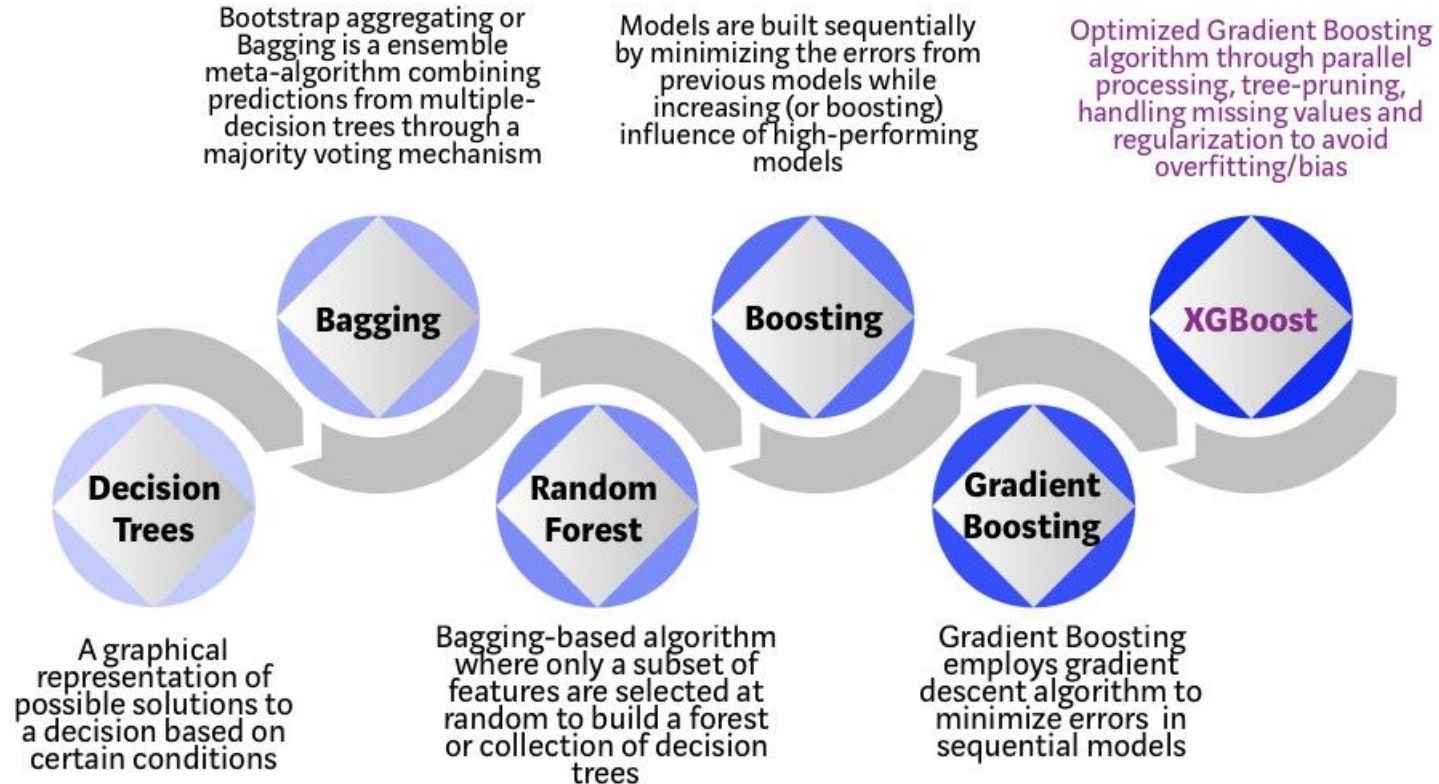 Bootstrap aggregating or
Bagging is a ensemble
meta-algorithm combining
predictions from multiple-
decision trees through a
majority voting mechanism
Models are built sequentially
by minimizing the errors from
previous models while
increasing (or boosting)
influence of high-performing
models
Optimized Gradient Boosting
algorithm through parallel
processing, tree-pruning,
handling missing values and
regularization to avoid
overfitting/bias
Bagging
Boosting
XGBoost
Decision
Trees
Random
Forest
Gradient
Boosting
A graphical
representation of
possible solutions to
a decision based on
certain conditions
Bagging-based algorithm
where only a subset of
features are selected at
random to build a forest
or collection of decision
trees
Gradient Boosting
employs gradient
descent algorithm to
minimize errors in
sequential models